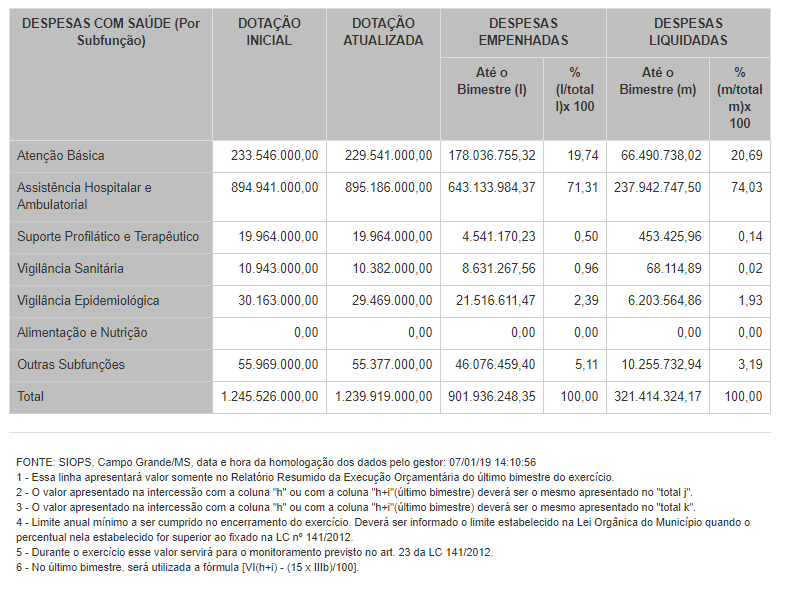 DESPESAS COM SAÚDE (Por Subfunção) DOTAÇÃO INICIAL DOTAÇÃO ATUALIZADA DESPESAS EMPENHADAS DESPESAS LIQUIDADAS
Até o Bimestre (l) % (l/total l)x 100 Até o Bimestre (m) % (m/total m)x 100
Atenção Básica 233.546.000,00 229.541.000,00 178.036.755,32 19,74 66.490.738,02 20,69
Assistência Hospitalar e Ambulatorial 894.941.000,00 895.186.000,00 643.133.984,37 71,31 237.942.747,50 74,03
Suporte Profilático e Terapêutico 19.964.000,00 19.964.000,00 4.541.170,23 0,50 453.425,96 0,14
Vigilância Sanitária 10.943.000,00 10.382.000,00 8.631.267,56 0,96 68.114,89 0,02
Vigilância Epidemiológica 30.163.000,00 29.469.000,00 21.516.611,47 2,39 6.203.564,86 1,93
Alimentação e Nutrição 0,00 0,00 0,00 0,00 0,00 0,00
Outras Subfunções 55.969.000,00 55.377.000,00 46.076.459,40 5,11 10.255.732,94 3,19
Total 1.245.526.000,00 1.239.919.000,00 901.936.248,35 100,00 321.414.324,17 100,00
FONTE: SIOPS, Campo Grande/MS, data e hora da homologação dos dados pelo gestor: 07/01/19 14:10:56
1 - Essa linha apresentará valor somente no Relatório Resumido da Execução Orçamentária do último bimestre do exercício.
2 - O valor apresentado na intercessão com a coluna "h" ou com a coluna "h+i"(último bimestre) deverá ser o mesmo apresentado no "total j".
3 - O valor apresentado na intercessão com a coluna "h" ou com a coluna "h+i"(último bimestre) deverá ser o mesmo apresentado no "total k".
4 - Limite anual mínimo a ser cumprido no encerramento do exercício. Deverá ser informado o limite estabelecido na Lei Orgânica do Município quando o
percentual nela estabelecido for superior ao fixado na LC nº 141/2012.
5 - Durante o exercício esse valor servirá para o monitoramento previsto no art. 23 da LC 141/2012.
6 - No último bimestre, será utilizada a fórmula [VI(h+i) - (15 x IIIb)/100].